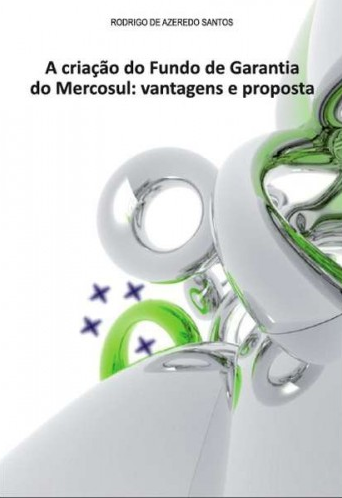 RODRIGO DE AZEREDO SANTOS
A criação do Fundo de Garantia
do Mercosul: vantagens e proposta